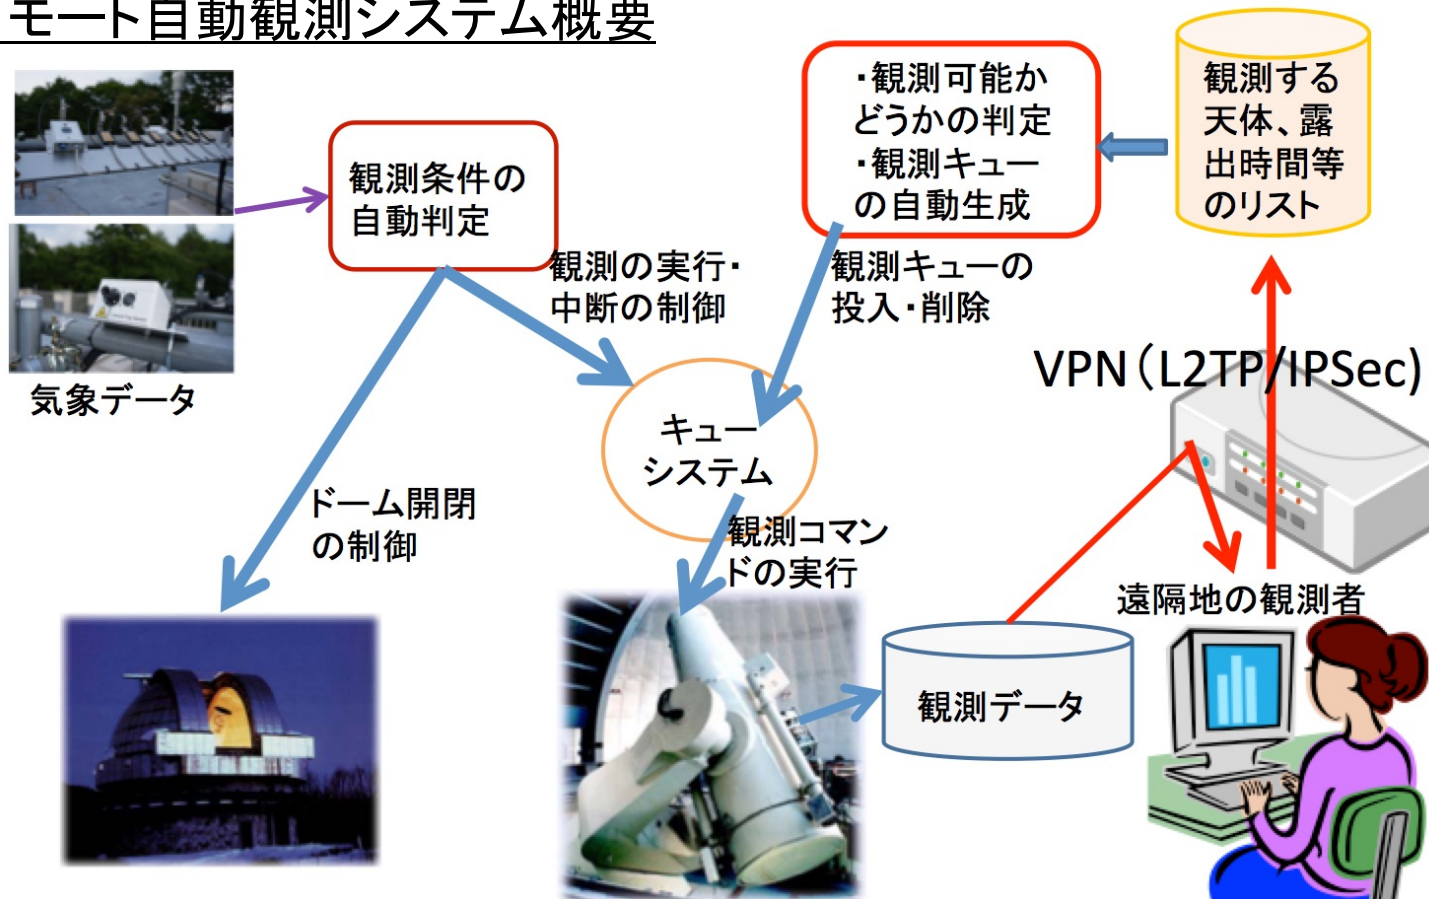 モート自動観測システム概要
観測条件の
自動判定
・観測可能か
どうかの判定
・観測キュー
の自動生成
観測する
天体、露
出時間等
のリスト
観測の実行・
中断の制御
観測キューの
投入・削除
気象データ
VPN（L2TP/IPSec)
キュー
システム
ドーム開閉
の制御
観測コマン
ドの実行
遠隔地の観測者
観測データ